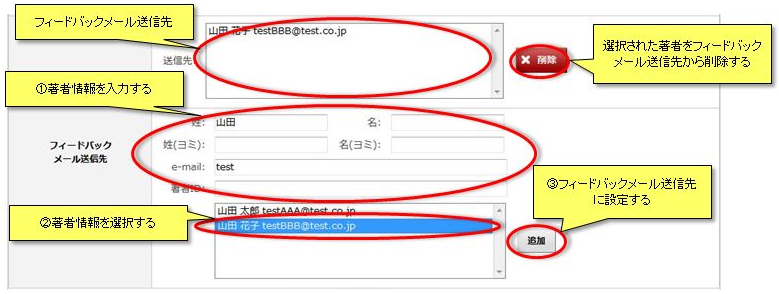 フィードバックメール送信先
山田 花子 testBBB@test.co.jp
送信先
削除
選択された著者をフィードバック
メール送信先から削除する
①著者情報を入力する
フィードバック
メール送信先
姓: 山田 名:
姓(ヨミ): 名(ヨミ):
e-mail: test
著者ID:
②著者情報を選択する
山田 太郎 testAAA@test.co.jp
山田 花子 testBBB@test.co.jp
追加
③フィードバックメール送信先
に設定する